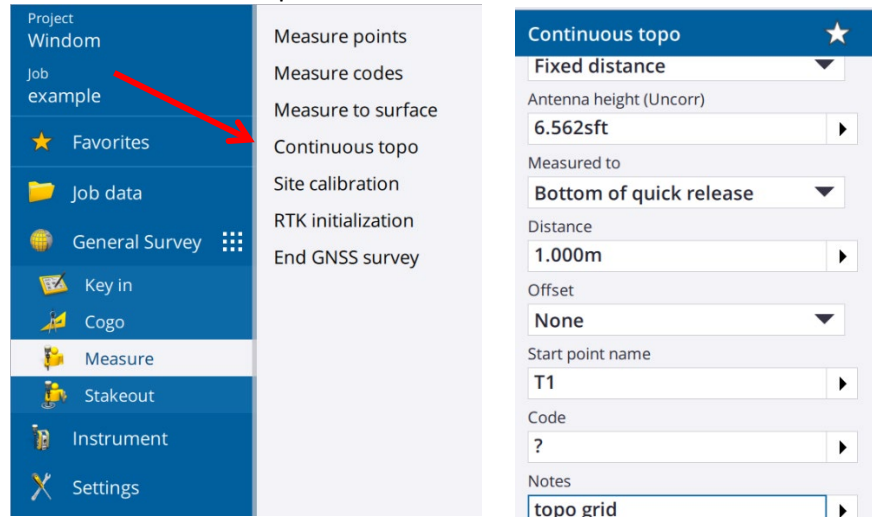 Project
Windom
Job
example
Favorites
Job data
General Survey
Key in
Cogo
Measure
Stakeout
Instrument
Settings
Measure points
Measure codes
Measure to surface
Continuous topo
Site calibration
RTK initialization
End GNSS survey
Continuous topo
Fixed distance
Antenna height (Uncorr)
6.562sft
Measured to
Bottom of quick release
Distance
1.000m
Offset
None
Start point name
T1
Code
?
Notes
topo grid